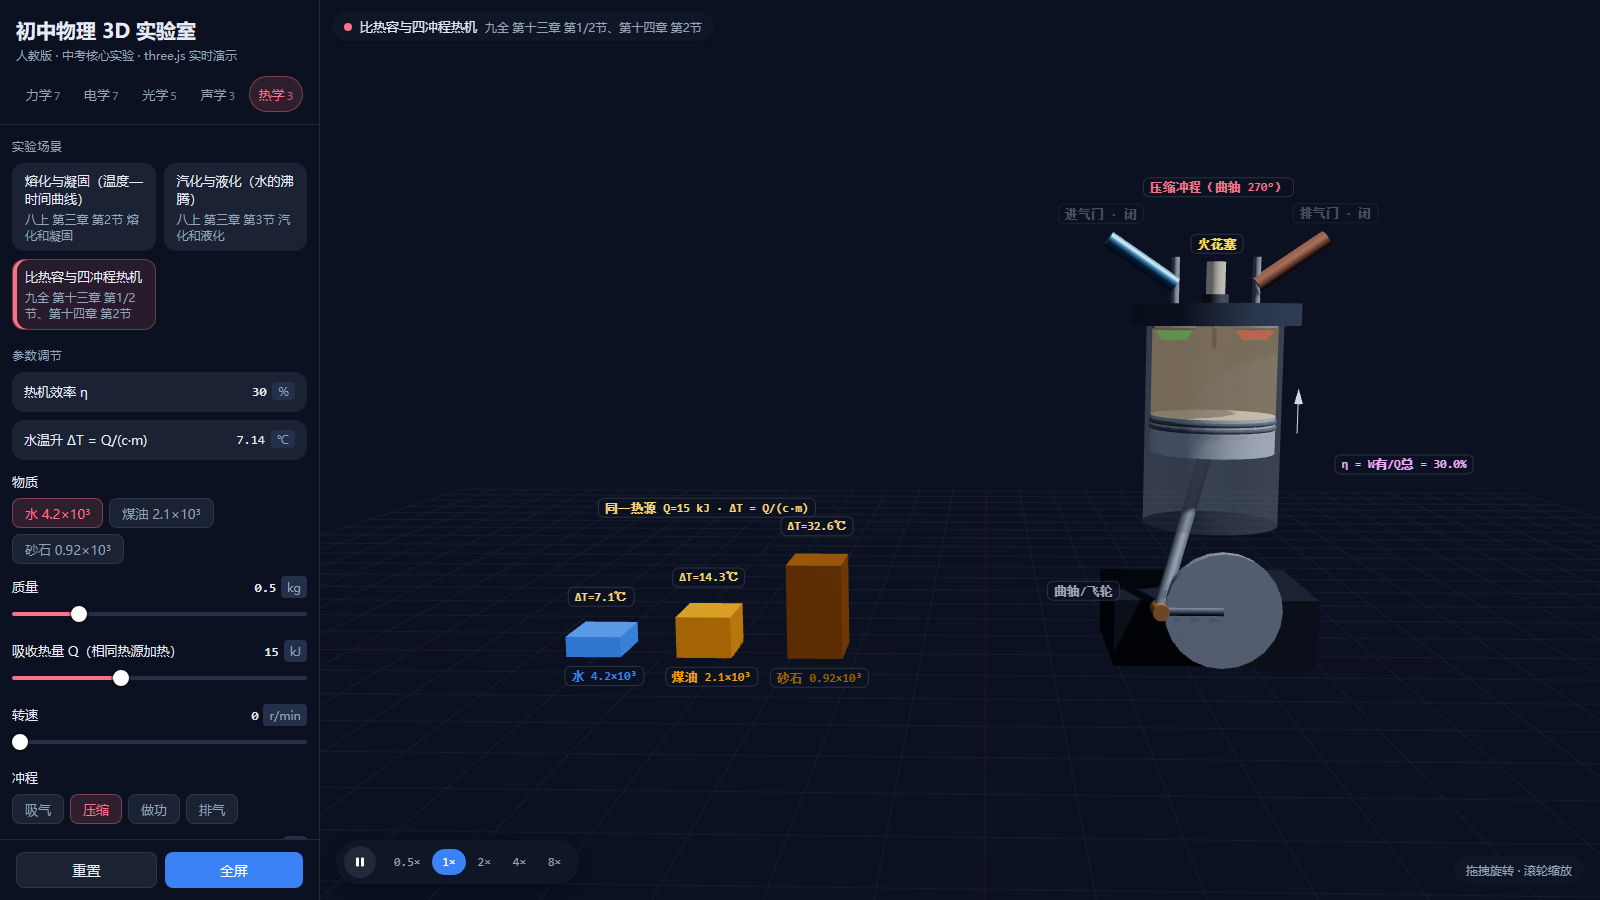 初中物理 3D 实验室
人教版 · 中考核心实验 · three.js 实时演示
力学 7 电学 7 光学 5 声学 3 热学 3
实验场景
熔化与凝固（温度—
时间曲线）
八上 第三章 第2节 熔
化和凝固
汽化与液化（水的沸
腾）
八上 第三章 第3节 汽
化和液化
比热容与四冲程热机
九全 第十三章 第1/2
节、第十四章 第2节
参数调节
热机效率 η 30 %
水温升 ΔT = Q/(c·m) 7.14 ℃
物质
水 4.2×10³ 煤油 2.1×10³
砂石 0.92×10³
质量 0.5 kg
吸收热量 Q（相同热源加热） 15 kJ
转速 0 r/min
冲程
吸气 压缩 做功 排气
重置 全屏
比热容与四冲程热机 九全 第十三章 第1/2节、第十四章 第2节
压缩冲程（曲轴 270°）
进气门 · 闭
排气门 · 闭
火花塞
η = W有/Q总 = 30.0%
曲轴/飞轮
同一热源 Q=15 kJ · ΔT = Q/(c·m)
ΔT=32.6℃
ΔT=14.3℃
ΔT=7.1℃
水 4.2×10³
煤油 2.1×10³
砂石 0.92×10³
0.5× 1× 2× 4× 8×
拖拽旋转 · 滚轮缩放